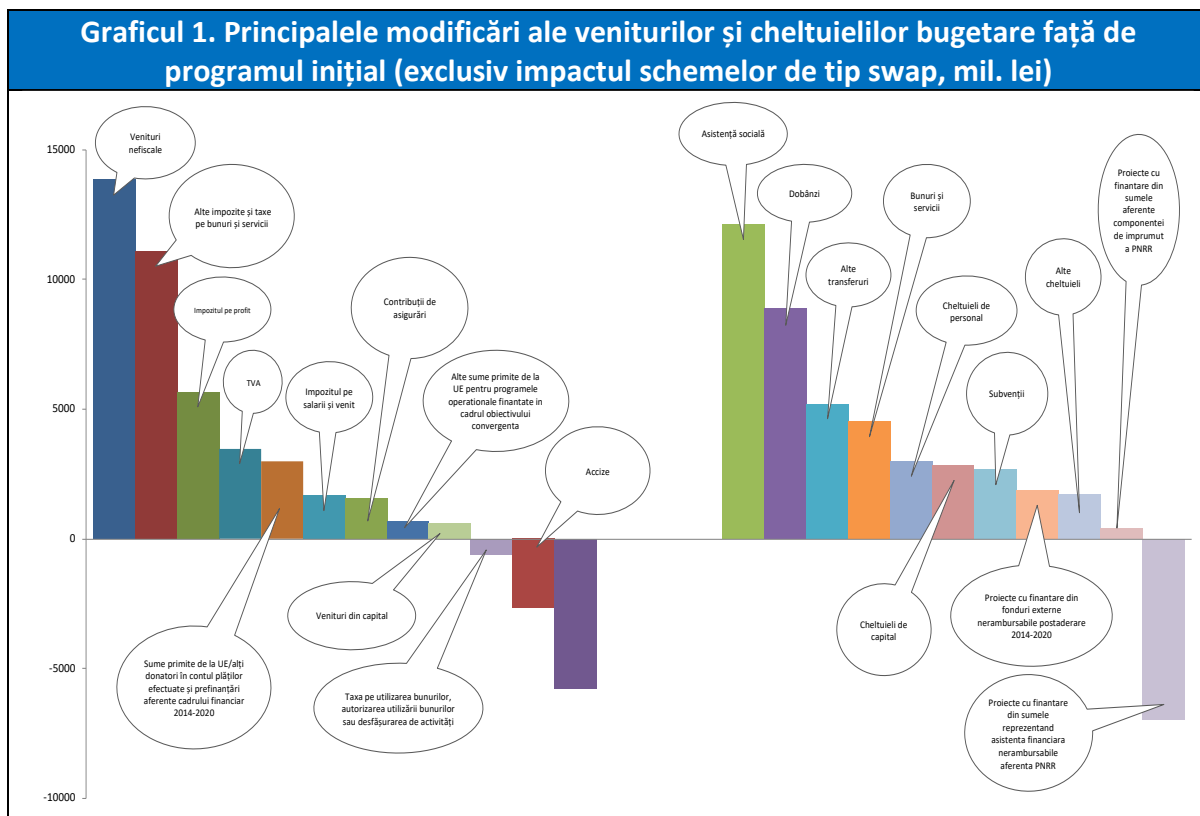 Graficul 1. Principalele modificări ale veniturilor și cheltuielilor bugetare față de
programul inițial (exclusiv impactul schemelor de tip swap, mil. lei)
15000
10000
5000
0
-5000
-10000
Venituri
nefiscale
Alte impozite și taxe
pe bunuri și servicii
Impozitul pe profit
TVA
Sume primite de la UE/alți
donatori în contul plăților
efectuate și prefinanțări
aferente cadrului financiar
2014-2020
Impozitul pe
salarii și venit
Contribuții de
asigurări
Alte sume primite de la
UE pentru programele
operationale finantate in
cadrul obiectivului
convergenta
Venituri din capital
Taxa pe utilizarea bunurilor,
autorizarea utilizării bunurilor
sau desfășurarea de activități
Accize
Asistență socială
Dobânzi
Alte
transferuri
Bunuri și
servicii
Cheltuieli de
personal
Cheltuieli de
capital
Subvenții
Proiecte cu finantare din
fonduri externe
nerambursabile postaderare
2014-2020
Alte
cheltuieli
Proiecte cu
finantare din
sumele
aferente
componentei
de imprumut
a PNRR
Proiecte cu finantare
din sumele
reprezentand
asistenta financiara
nerambursabile
aferenta PNRR